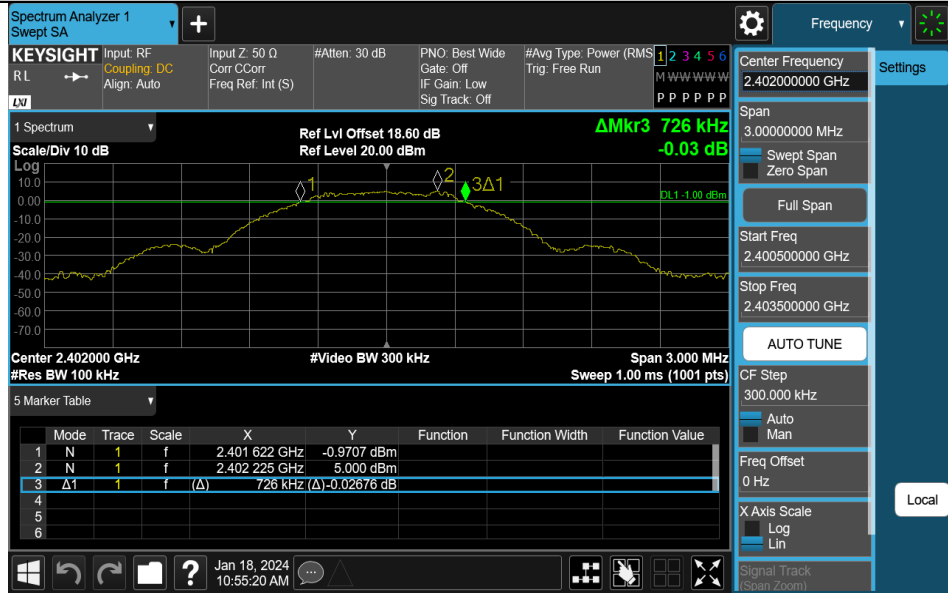 Spectrum Analyzer 1
Swept SA
+
Frequency
KEYSIGHT
RL
LXI
Input: RF
Coupling: DC
Align: Auto
Input Z: 50 Ω
Corr CCorr
Freq Ref: Int (S)
#Atten: 30 dB
PNO: Best Wide
Gate: Off
IF Gain: Low
Sig Track: Off
#Avg Type: Power (RMS
Trig: Free Run
1 2 3 4 5 6
M W W W W W
P P P P P P
1 Spectrum
Scale/Div 10 dB
Ref Lvl Offset 18.60 dB
Ref Level 20.00 dBm
ΔMkr3 726 kHz
-0.03 dB
Log
10.0
0.00
-10.0
-20.0
-30.0
-40.0
-50.0
-60.0
-70.0
1
2
3Δ1
DL1 -1.00 dBm
Center 2.402000 GHz
#Video BW 300 kHz
Span 3.000 MHz
#Res BW 100 kHz
Sweep 1.00 ms (1001 pts)
5 Marker Table
Mode Trace Scale X Y Function Function Width Function Value
1 N 1 f 2.401 622 GHz -0.9707 dBm
2 N 1 f 2.402 225 GHz 5.000 dBm
3 Δ1 1 f (Δ) 726 kHz (Δ) -0.02676 dB
4
5
6
?
Jan 18, 2024
10:55:20 AM
Center Frequency
2.402000000 GHz
Span
3.00000000 MHz
Swept Span
Zero Span
Full Span
Start Freq
2.400500000 GHz
Stop Freq
2.403500000 GHz
AUTO TUNE
CF Step
300.000 kHz
Auto
Man
Freq Offset
0 Hz
X Axis Scale
Log
Lin
Signal Track
(Span Zoom)
Settings
Local